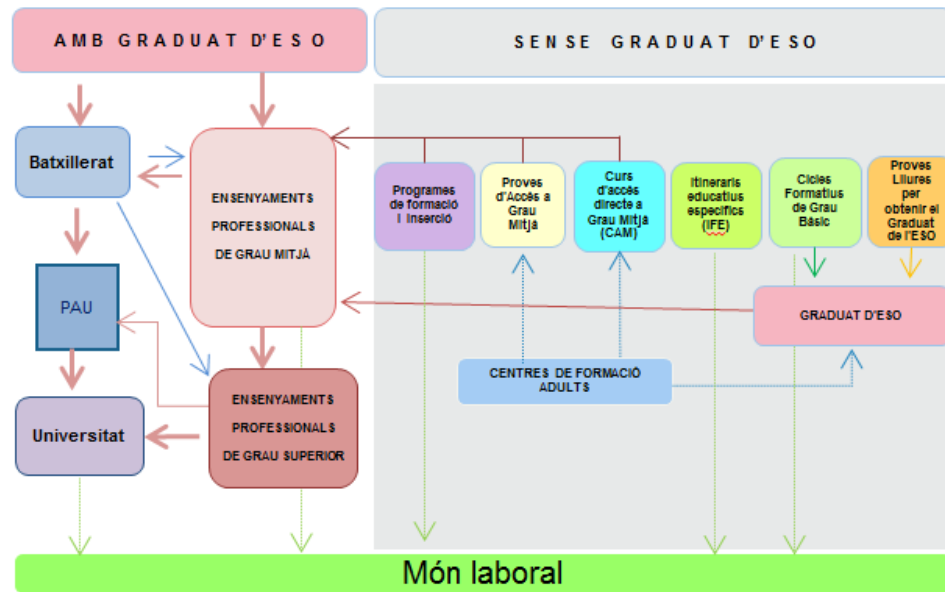 AMB GRADUAT D'ESO
SENSE GRADUAT D'ESO
Batxillerat
ENSENYAMENTS
PROFESSIONALS
DE GRAU MITJÀ
Programes
de formació
i Inserció
Proves
d'Accés a
Grau
Mitjà
Curs
d'accés
directe a
Grau Mitjà
(CAM)
Itineraris
educatius
específics
(IFE)
Cicles
Formatius
de Grau
Bàsic
Proves
Lliures
per
obtenir el
Graduat
de l'ESO
PAU
GRADUAT D'ESO
CENTRES DE FORMACIÓ
ADULTS
Universitat
ENSENYAMENTS
PROFESSIONALS
DE GRAU SUPERIOR
Món laboral